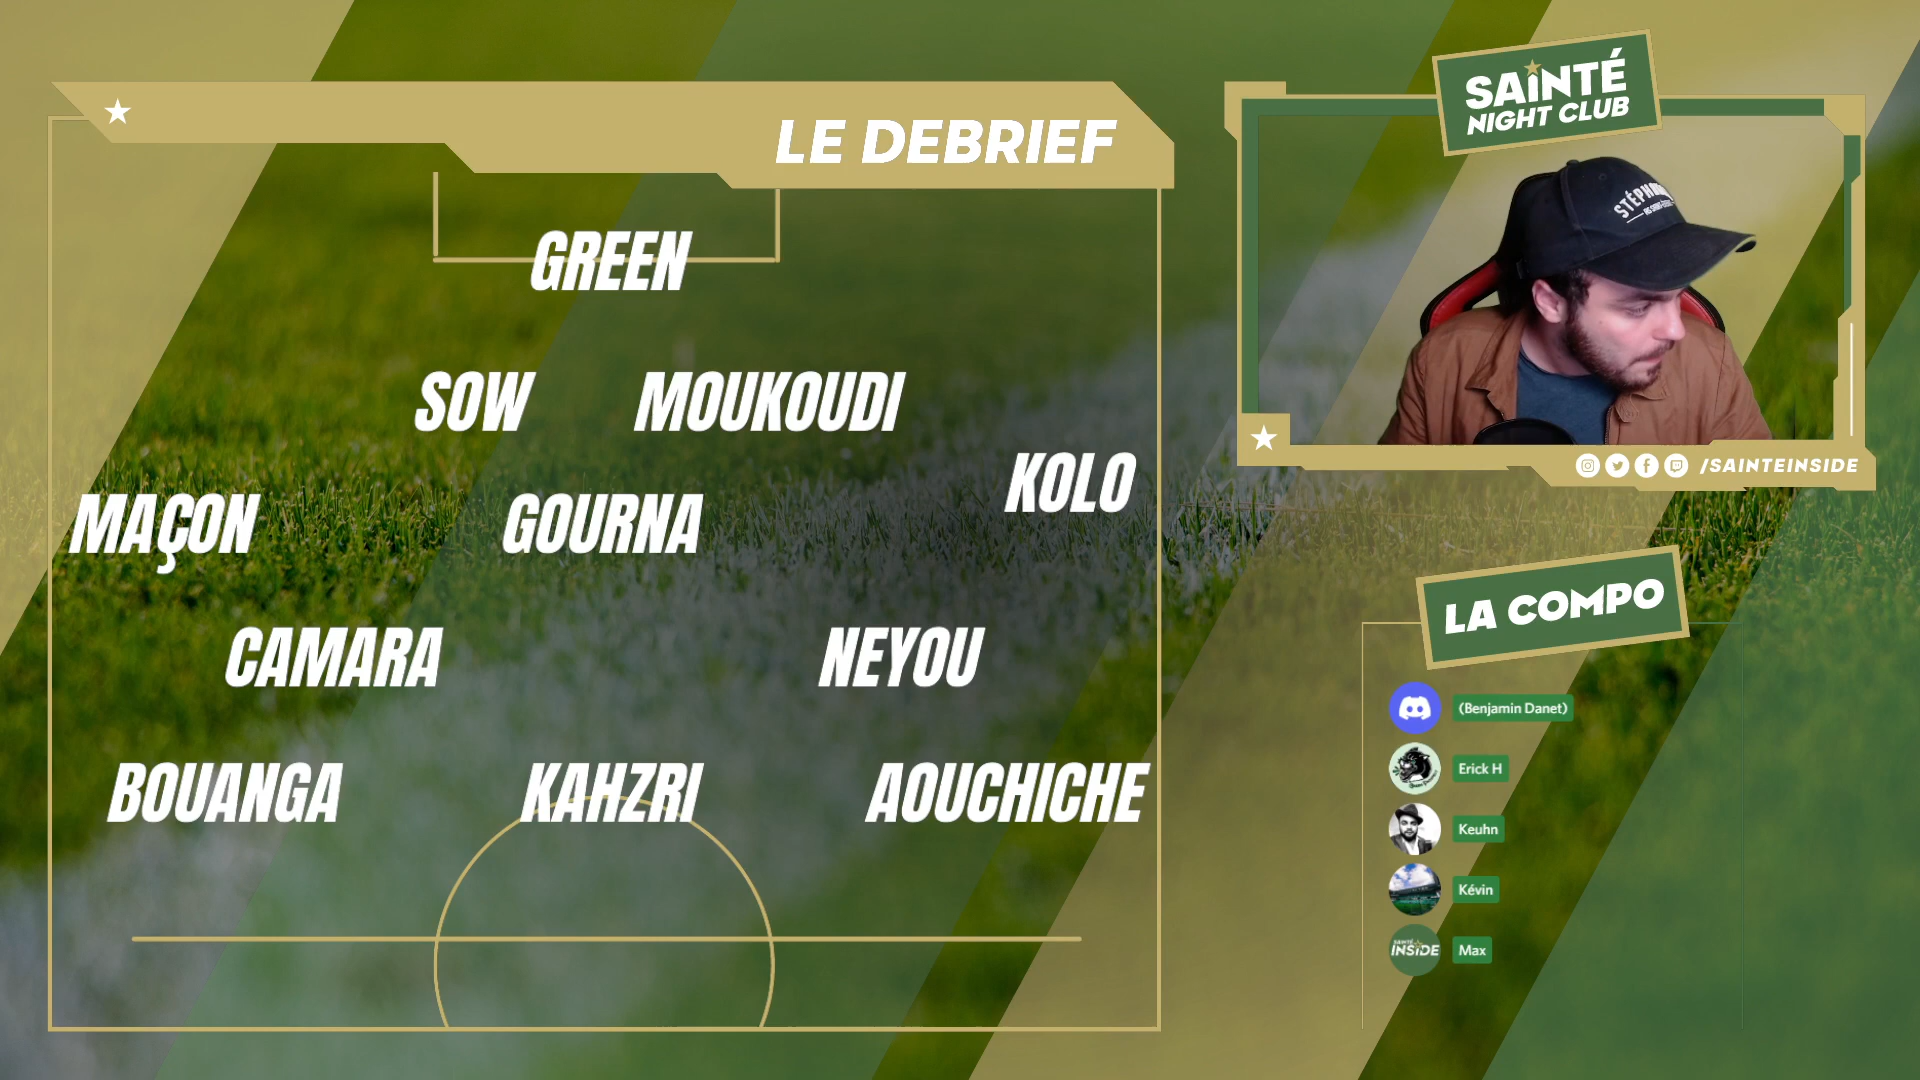 LE DEBRIEF
GREEN
SOW MOUKOUDI
KOLO
MAÇON GOURNA
CAMARA NEYOU
BOUANGA KAHZRI AOUCHICHE
SAINTÉ
NIGHT CLUB
/SAINTEINSIDE
LA COMPO
(Benjamin Danet)
Erick H
Keuhn
Kévin
SAINTÉ
INSIDE
Max